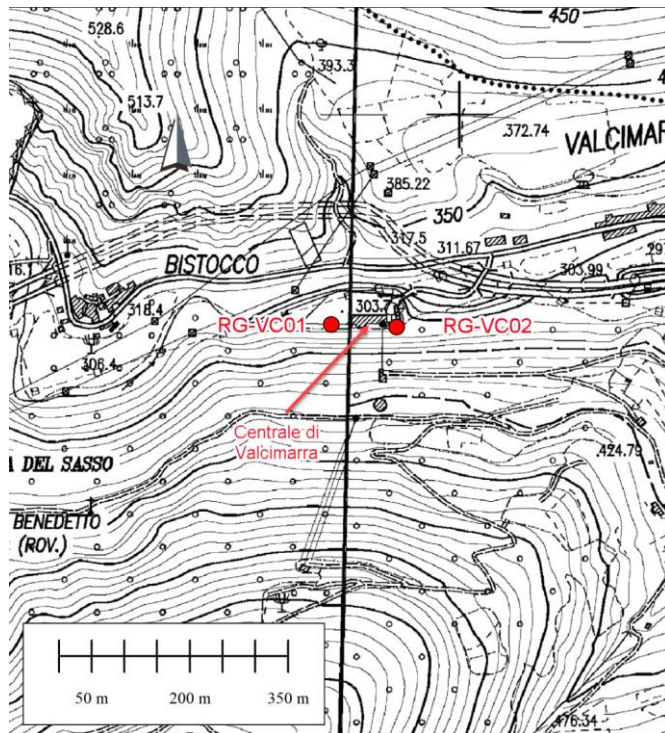 450
528.6
393.3
513.7
.372.74
VALCIMAR
385.22
350
317.5
311.67
BISTOCCO
303.99
318.4
303.7
RG-VC01
RG-VC02
306.4
Centrale di
Valcimarra
.424.79
A DEL SASSO
BENEDETTO
(ROV.)
50 m
200 m
350 m
.476.34